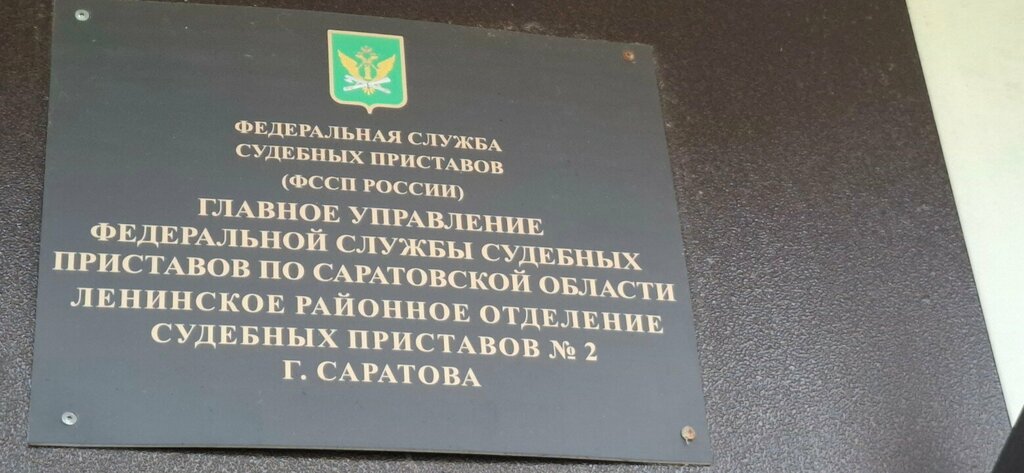 ФЕДЕРАЛЬНАЯ СЛУЖБА
СУДЕБНЫХ ПРИСТАВОВ
(ФССП РОССИИ)
ГЛАВНОЕ УПРАВЛЕНИЕ
ФЕДЕРАЛЬНОЙ СЛУЖБЫ СУДЕБНЫХ
ПРИСТАВОВ ПО САРАТОВСКОЙ ОБЛАСТИ
ЛЕНИНСКОЕ РАЙОННОЕ ОТДЕЛЕНИЕ
СУДЕБНЫХ ПРИСТАВОВ № 2
Г. САРАТОВА